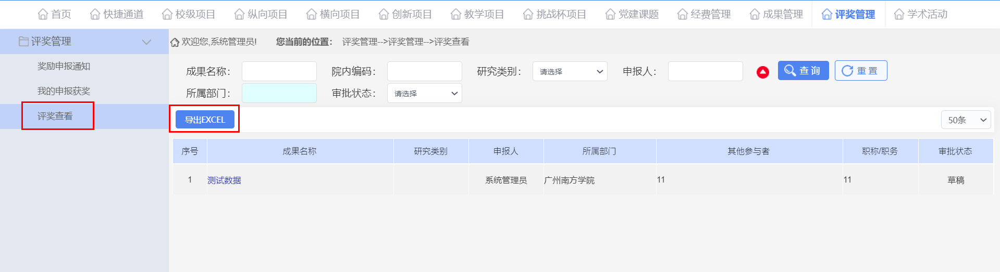 首页 快捷通道 校级项目 纵向项目 横向项目 创新项目 教学项目 挑战杯项目 党建课题 经费管理 成果管理 评奖管理 学术活动
评奖管理
奖励申报通知
我的申报获奖
评奖查看
欢迎您,系统管理员! 您当前的位置： 评奖管理-->评奖管理-->评奖查看
成果名称： 院内编码： 研究类别： 请选择 申报人： 查 询 重 置
所属部门： 审批状态： 请选择
导出EXCEL 50条
序号 成果名称 研究类别 申报人 所属部门 其他参与者 职称/职务 审批状态
1 测试数据 系统管理员 广州南方学院 11 11 草稿